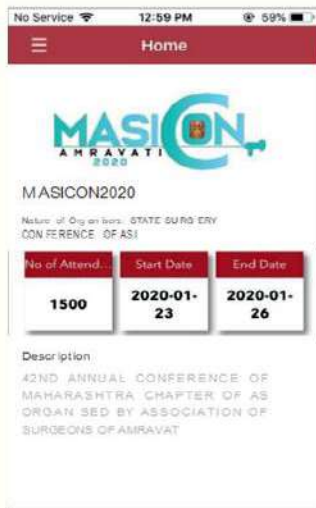 No Service 12:59 PM 59%
Home
MASICON
AMRAVATI
2020
MASICON2020
Nature of Organisers: STATE SURGERY
CONFERENCE OF ASI
No of Attend... Start Date End Date
1500 2020-01-23 2020-01-26
Description
42ND ANNUAL CONFERENCE OF
MAHARASHTRA CHAPTER OF AS
ORGAN SED BY ASSOCIATION OF
SURGEONS OF AMRAVAT